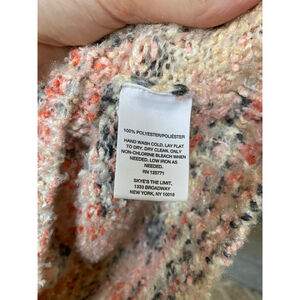 100% POLYESTER/POLIÉSTER
HAND WASH COLD. LAY FLAT
TO DRY, DRY CLEAN. ONLY
NON-CHLORINE BLEACH WHEN
NEEDED. LOW IRON AS
NEEDED.
RN 135771
SKYE'S THE LIMIT,
1333 BROADWAY
NEW YORK, NY 10018